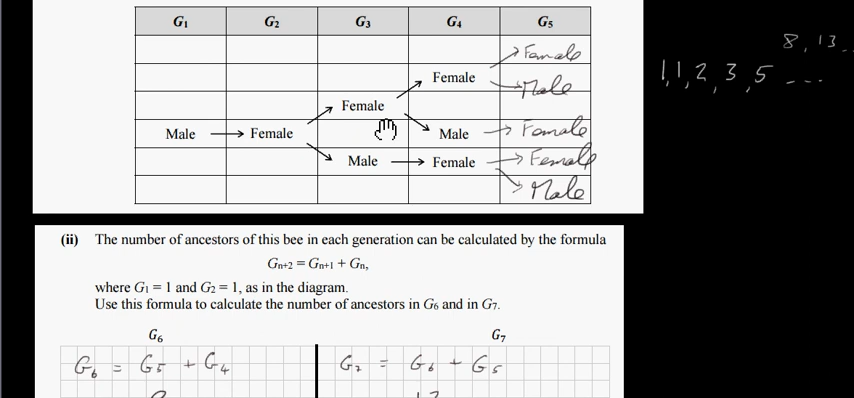 G1 G2 G3 G4 G5
Female
Female Male
Female
Male Female Male Female
Male Female Female
Male
8, 13 ..
1, 1, 2, 3, 5 ...
(ii) The number of ancestors of this bee in each generation can be calculated by the formula
Gn+2 = Gn+1 + Gn,
where G1 = 1 and G2 = 1, as in the diagram.
Use this formula to calculate the number of ancestors in G6 and in G7.
G6 G7
G6 = G5 + G4 G7 = G6 + G5